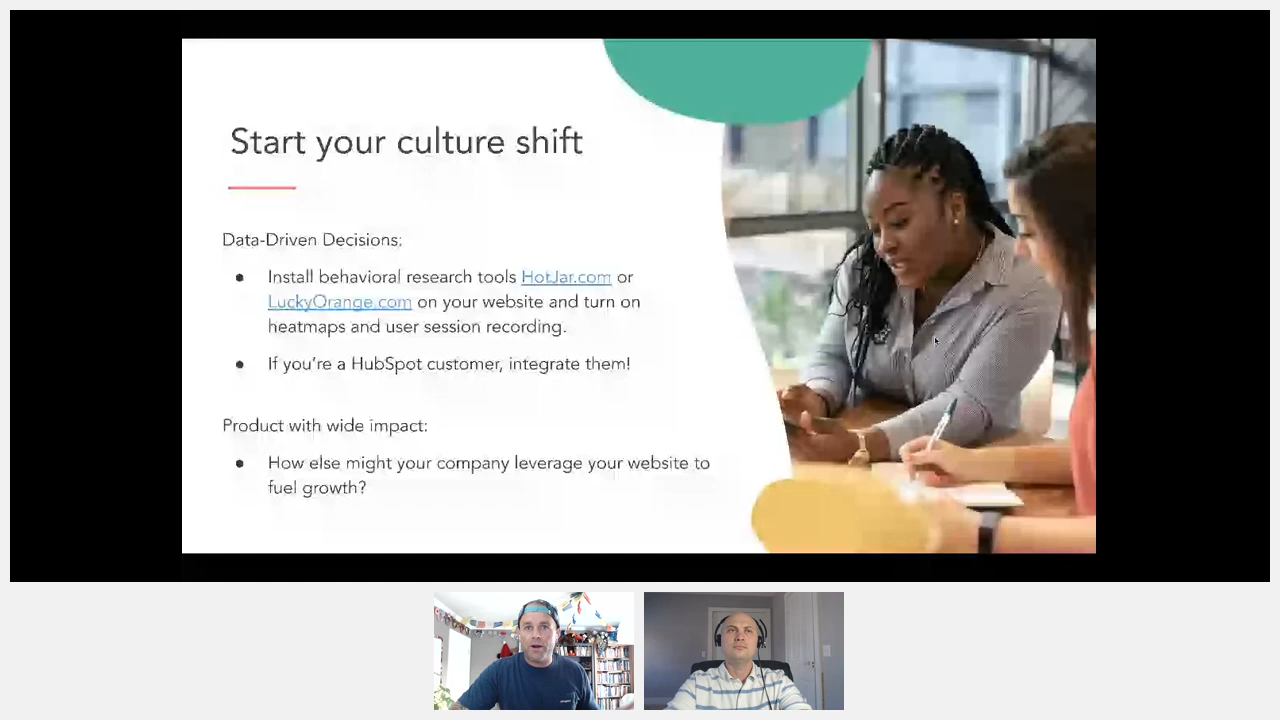 Start your culture shift
Data-Driven Decisions:
● Install behavioral research tools HotJar.com or
LuckyOrange.com on your website and turn on
heatmaps and user session recording.
● If you're a HubSpot customer, integrate them!
Product with wide impact:
● How else might your company leverage your website to
fuel growth?